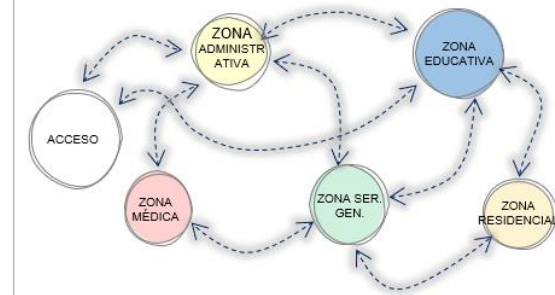 ZONA
ADMINISTR
ATIVA
ZONA
EDUCATIVA
ACCESO
ZONA
MÉDICA
ZONA SER.
GEN.
ZONA
RESIDENCIAL